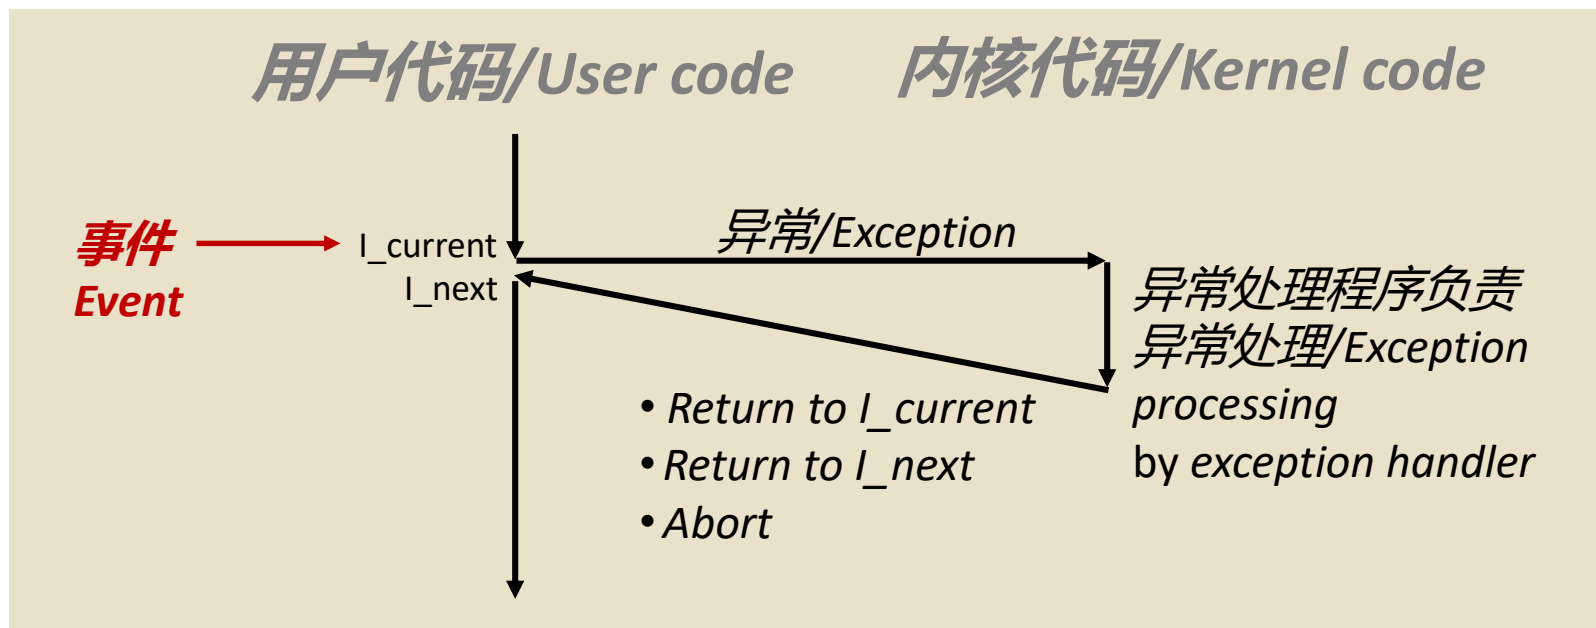 用户代码/User code
内核代码/Kernel code
事件
Event
I_current
I_next
异常/Exception
异常处理程序负责
异常处理/Exception
processing
by exception handler
• Return to I_current
• Return to I_next
• Abort